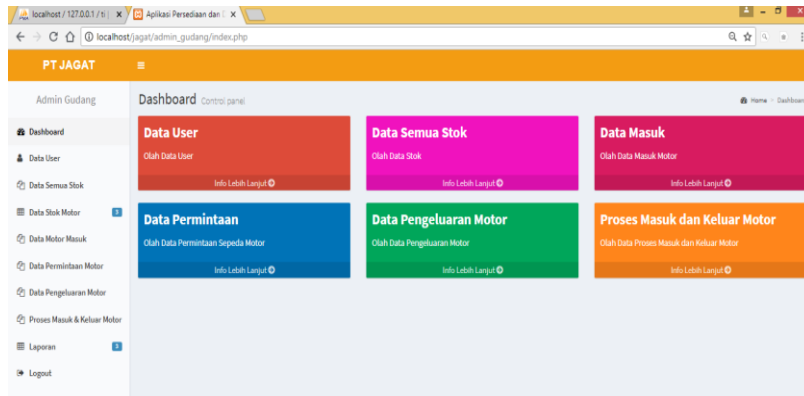 localhost / 127.0.0.1 / ti |
Aplikasi Persediaan dan D
localhost/jagat/admin_gudang/index.php
PT JAGAT
Admin Gudang
Dashboard Control panel
Home > Dashboar
Dashboard
Data User
Data Semua Stok
Data Stok Motor 3
Data Motor Masuk
Data Permintaan Motor
Data Pengeluaran Motor
Proses Masuk & Keluar Motor
Laporan
Logout
Data User
Olah Data User
Info Lebih Lanjut
Data Semua Stok
Olah Data Stok
Info Lebih Lanjut
Data Masuk
Olah Data Masuk Motor
Info Lebih Lanjut
Data Permintaan
Olah Data Permintaan Sepeda Motor
Info Lebih Lanjut
Data Pengeluaran Motor
Olah Data Pengeluaran Motor
Info Lebih Lanjut
Proses Masuk dan Keluar Motor
Olah Data Proses Masuk dan Keluar Motor
Info Lebih Lanjut